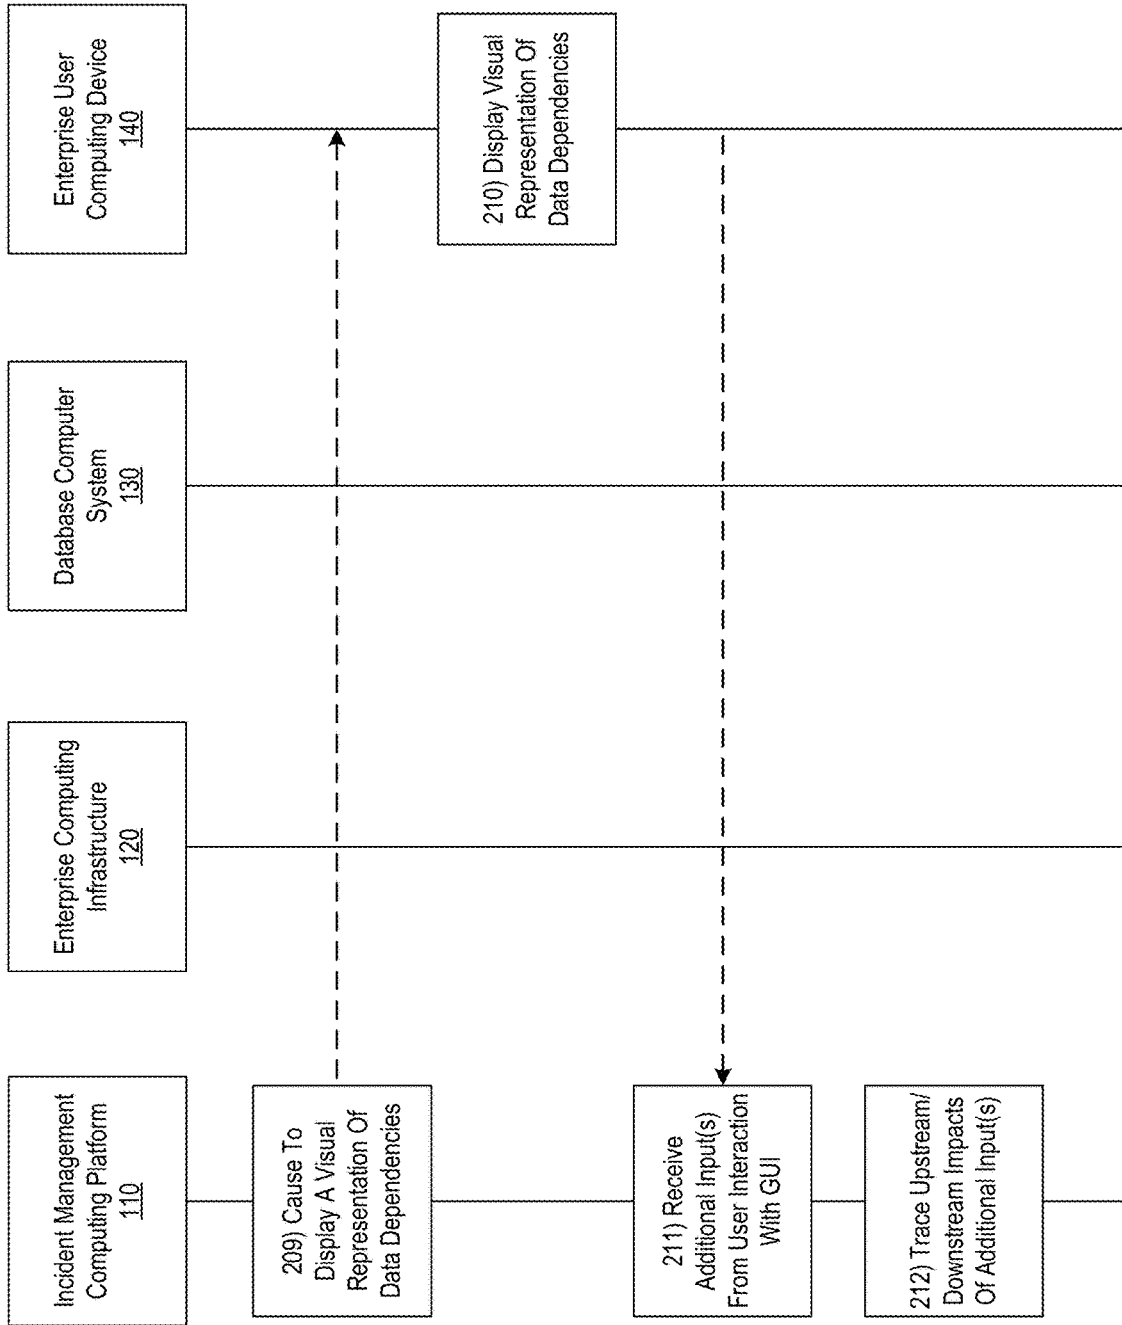 Incident Management
Computing Platform
110
Enterprise Computing
Infrastructure
120
Database Computer
System
130
Enterprise User
Computing Device
140
209) Cause To
Display A Visual
Representation Of
Data Dependencies
210) Display Visual
Representation Of
Data Dependencies
211) Receive
Additional Input(s)
From User Interaction
With GUI
212) Trace Upstream/
Downstream Impacts
Of Additional Input(s)